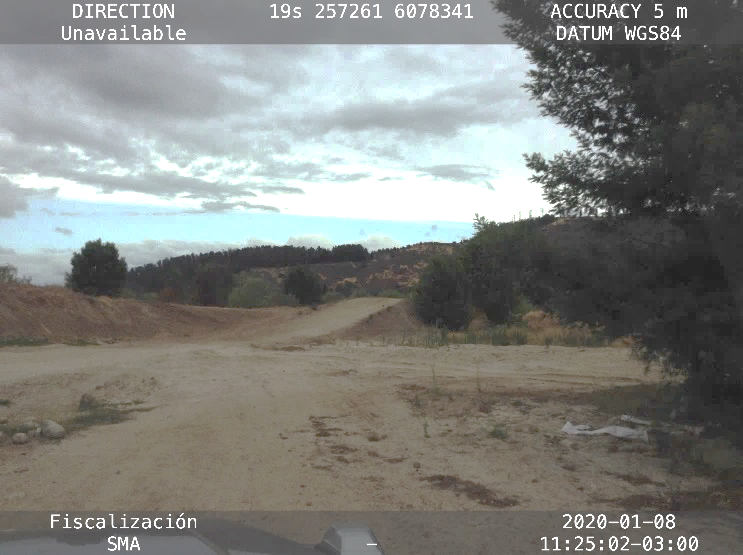 DIRECTION 19s 257261 6078341 ACCURACY 5 m
Unavailable DATUM WGS84
Fiscalización 2020-01-08
SMA – 11:25:02-03:00